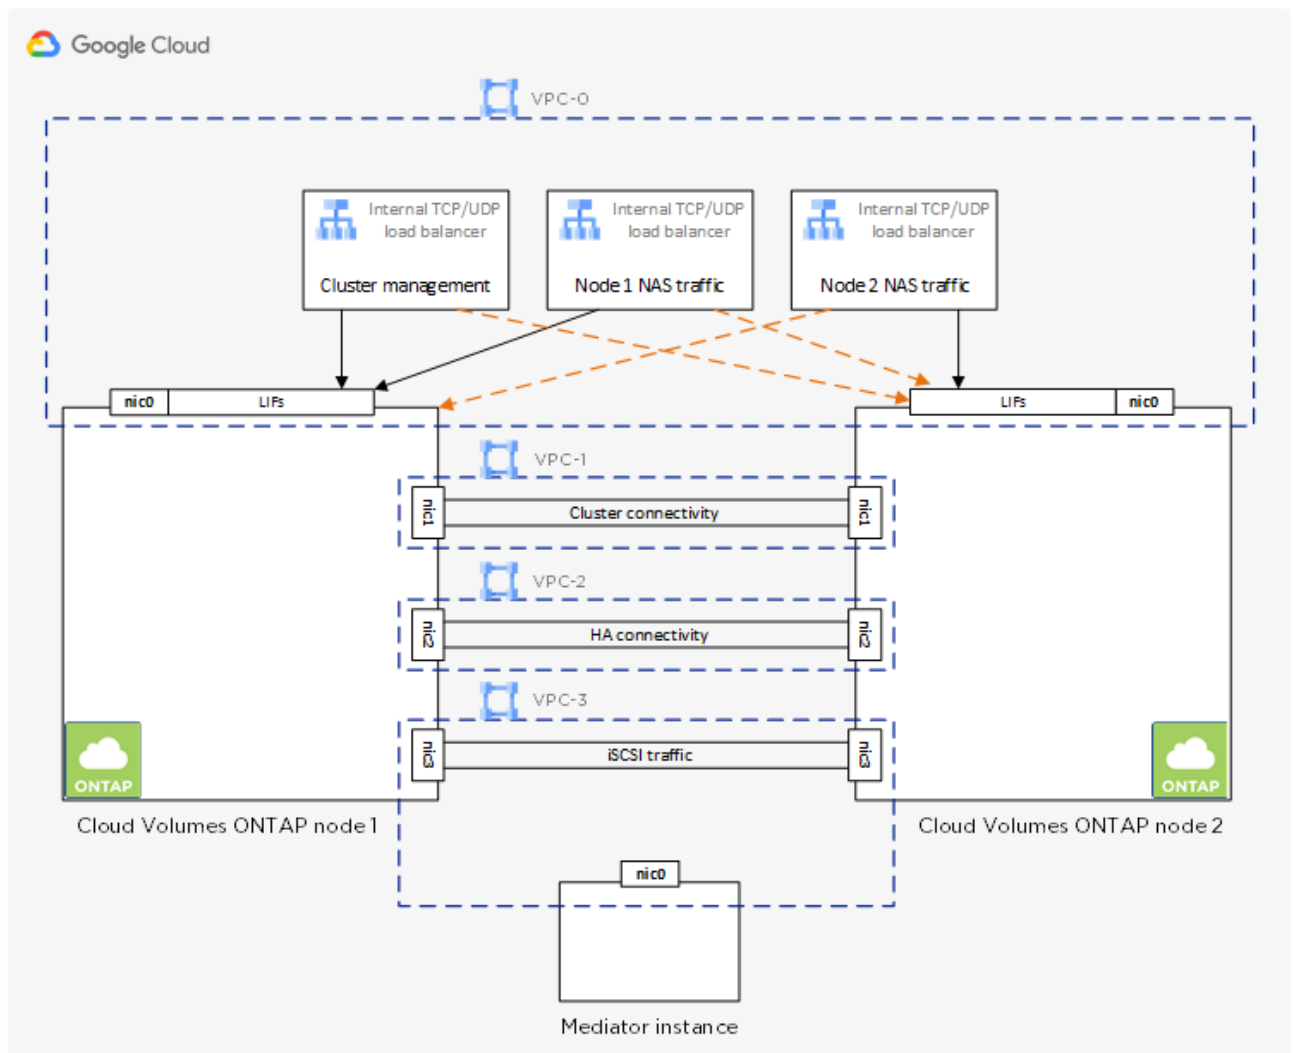 Google Cloud
VPC-0
Internal TCP/UDP
load balancer
Cluster management
Internal TCP/UDP
load balancer
Node 1 NAS traffic
Internal TCP/UDP
load balancer
Node 2 NAS traffic
nic0
LIFs
LIFs
nic0
VPC-1
nic1
Cluster connectivity
nic1
VPC-2
nic2
HA connectivity
nic2
VPC-3
nic3
iSCSI traffic
nic3
ONTAP
ONTAP
Cloud Volumes ONTAP node 1
Cloud Volumes ONTAP node 2
nic0
Mediator instance